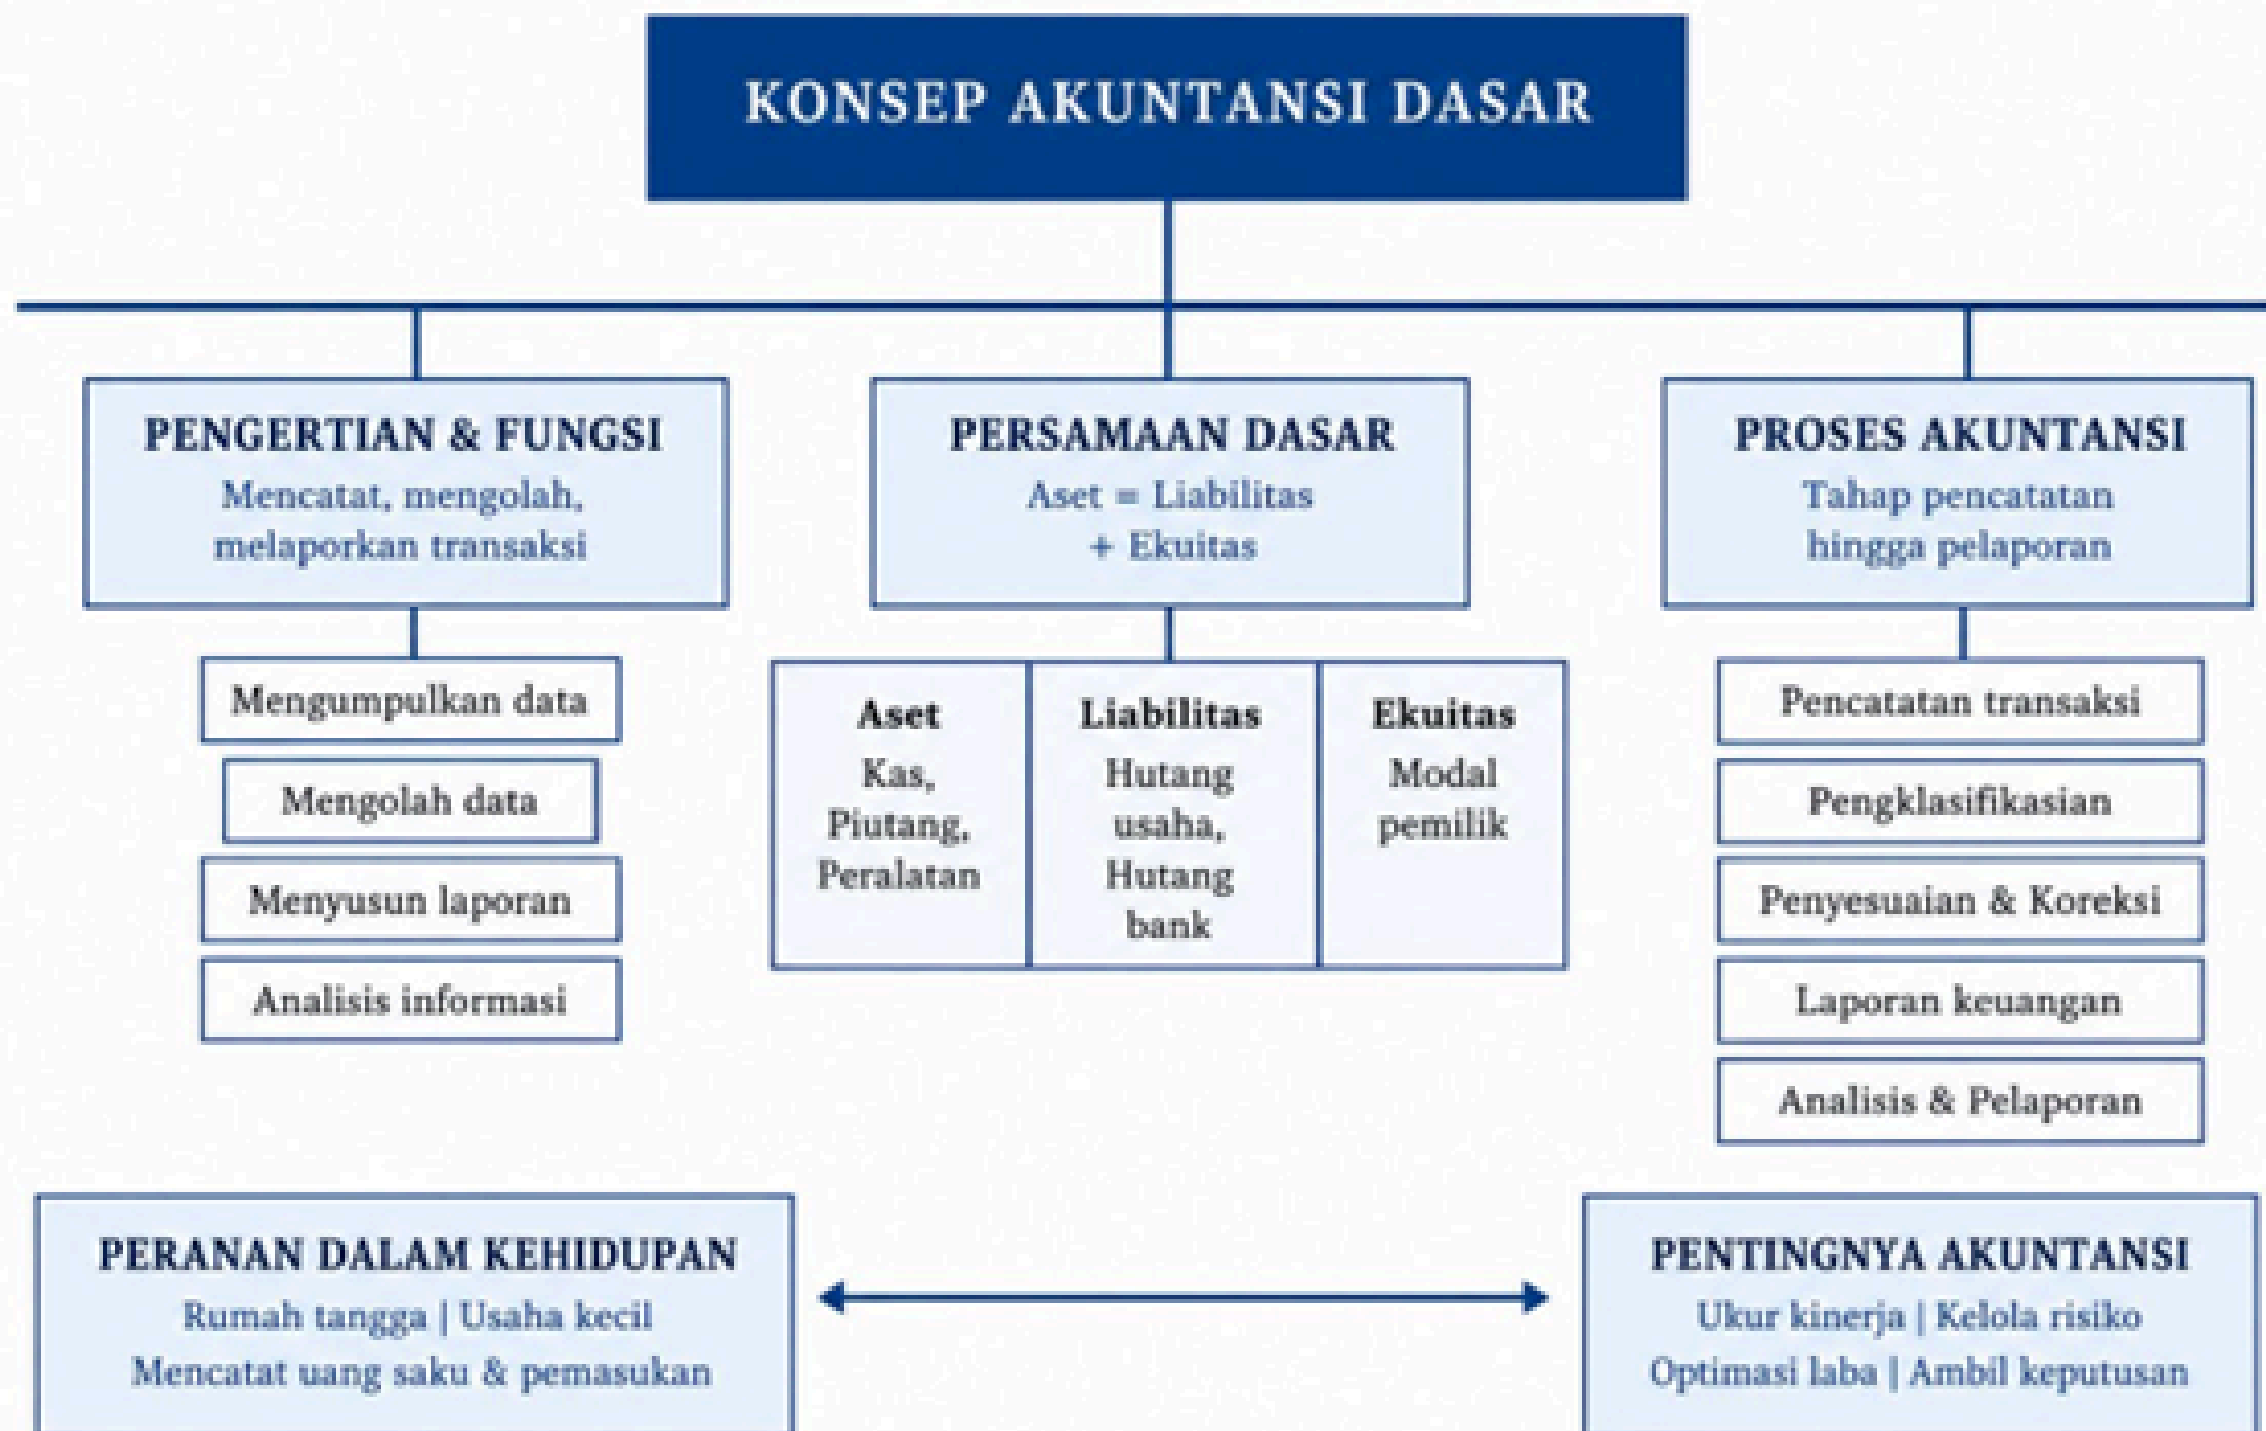 KONSEP AKUNTANSI DASAR
PENGERTIAN & FUNGSI
Mencatat, mengolah,
melaporkan transaksi
Mengumpulkan data
Mengolah data
Menyusun laporan
Analisis informasi
PERSAMAAN DASAR
Aset = Liabilitas
+ Ekuitas
Aset
Kas,
Piutang,
Peralatan
Liabilitas
Hutang
usaha,
Hutang
bank
Ekuitas
Modal
pemilik
PROSES AKUNTANSI
Tahap pencatatan
hingga pelaporan
Pencatatan transaksi
Pengklasifikasian
Penyesuaian & Koreksi
Laporan keuangan
Analisis & Pelaporan
PERANAN DALAM KEHIDUPAN
Rumah tangga | Usaha kecil
Mencatat uang saku & pemasukan
PENTINGNYA AKUNTANSI
Ukur kinerja | Kelola risiko
Optimasi laba | Ambil keputusan